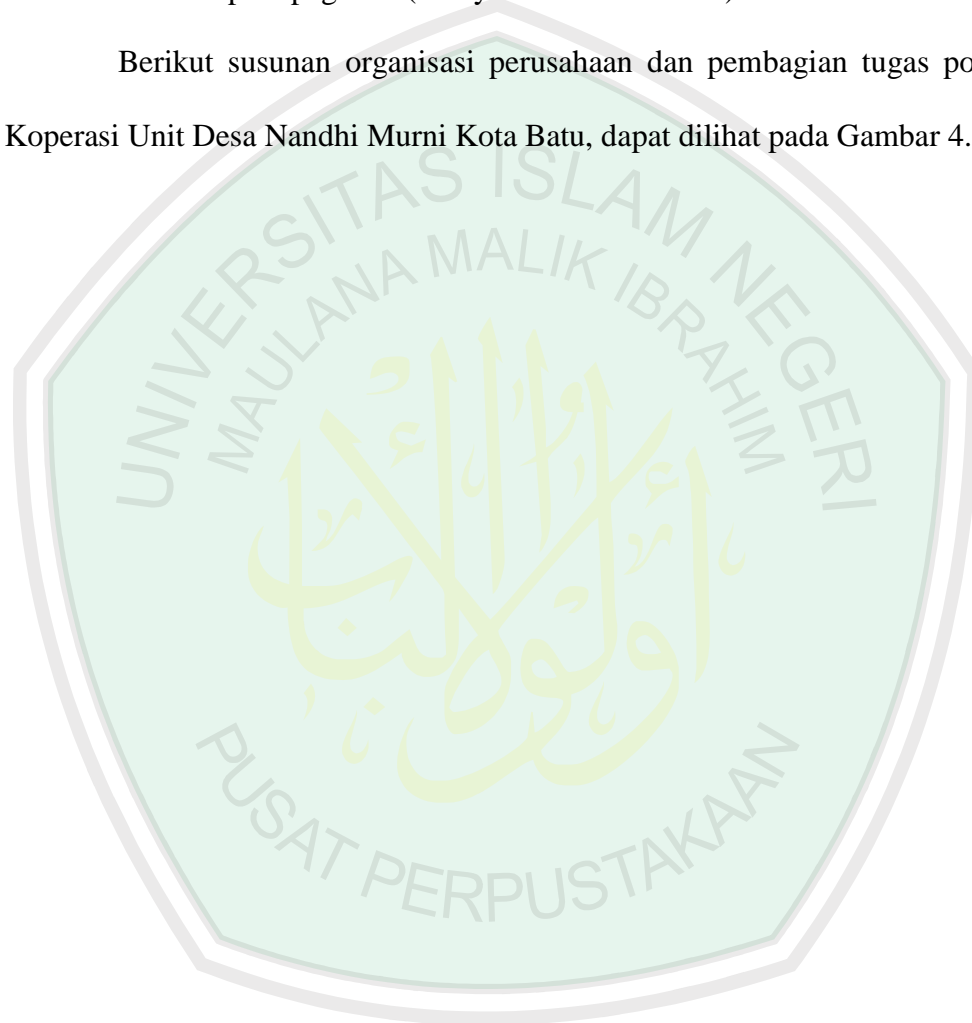 Berikut susunan organisasi perusahaan dan pembagian tugas
Koperasi Unit Desa Nandhi Murni Kota Batu, dapat dilihat pada Gambar 4.
UNIVERSITAS ISLAM NEGERI
MAULANA MALIK IBRAHIM
PUSAT PERPUSTAKAAN